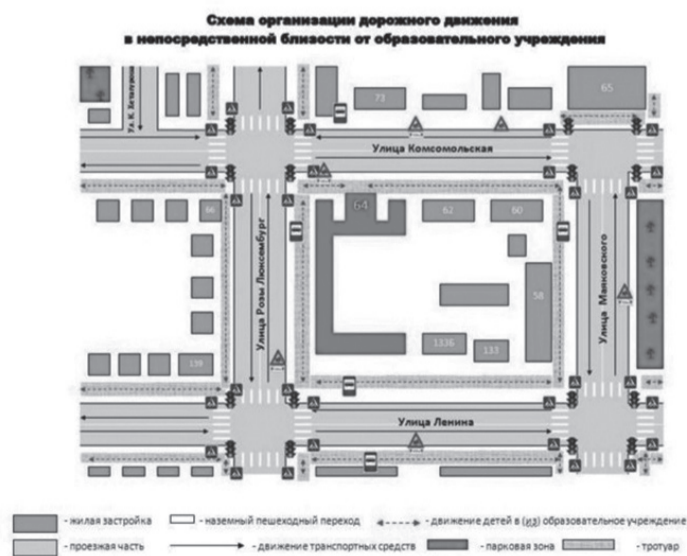 Схема организации дорожного движения
в непосредственной близости от образовательного учреждения
73
65
Улица Комсомольская
64
62
60
66
Улица Розы Люксембург
Улица Маяковского
58
133б
133
139
Улица Ленина
- жилая застройка
- наземный пешеходный переход
- движение детей в (из) образовательное учреждение
- проезжая часть
- движение транспортных средств
- парковая зона
- тротуар